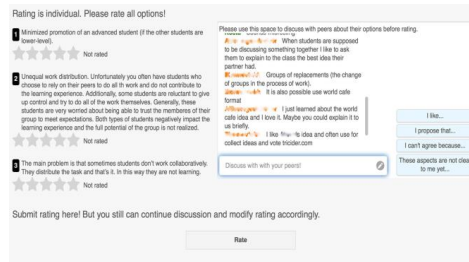 Rating is individual. Please rate all options!
1 Minimized promotion of an advanced student (if the other students are
lower-level).
Not rated
2 Unequal work distribution. Unfortunately you often have students who
choose to rely on their peers to do all th work and do not contribute to
the learning experience. Additionally, some students are reluctant to give
up control and try to do all of the work themselves. Generally, these
students are very worried about being able to trust the members of their
group to meet expectations. Both types of students negatively impact the
learning experience and the full potential of the group is not realized.
Not rated
3 The main problem is that sometimes students don't work collaboratively.
They distribute the task and that's it. In this way they are not learning.
Not rated
Please use this space to discuss with peers about their options before rating.
When students are supposed
to be discussing something together I like to ask
them to explain to the class the best idea their
partner had.
Groups of replacements (the change
of groups in the process of work).
It is also possible use world cafe
format
I just learned about the world
cafe idea and I love it. Maybe you could explain it to
us briefly.
I like idea and often use for
collect ideas and vote tricider.com
Discuss with with your peers!
I like...
I propose that...
I can't agree because...
These aspects are not clear
to me yet...
Submit rating here! But you still can continue discussion and modify rating accordingly.
Rate